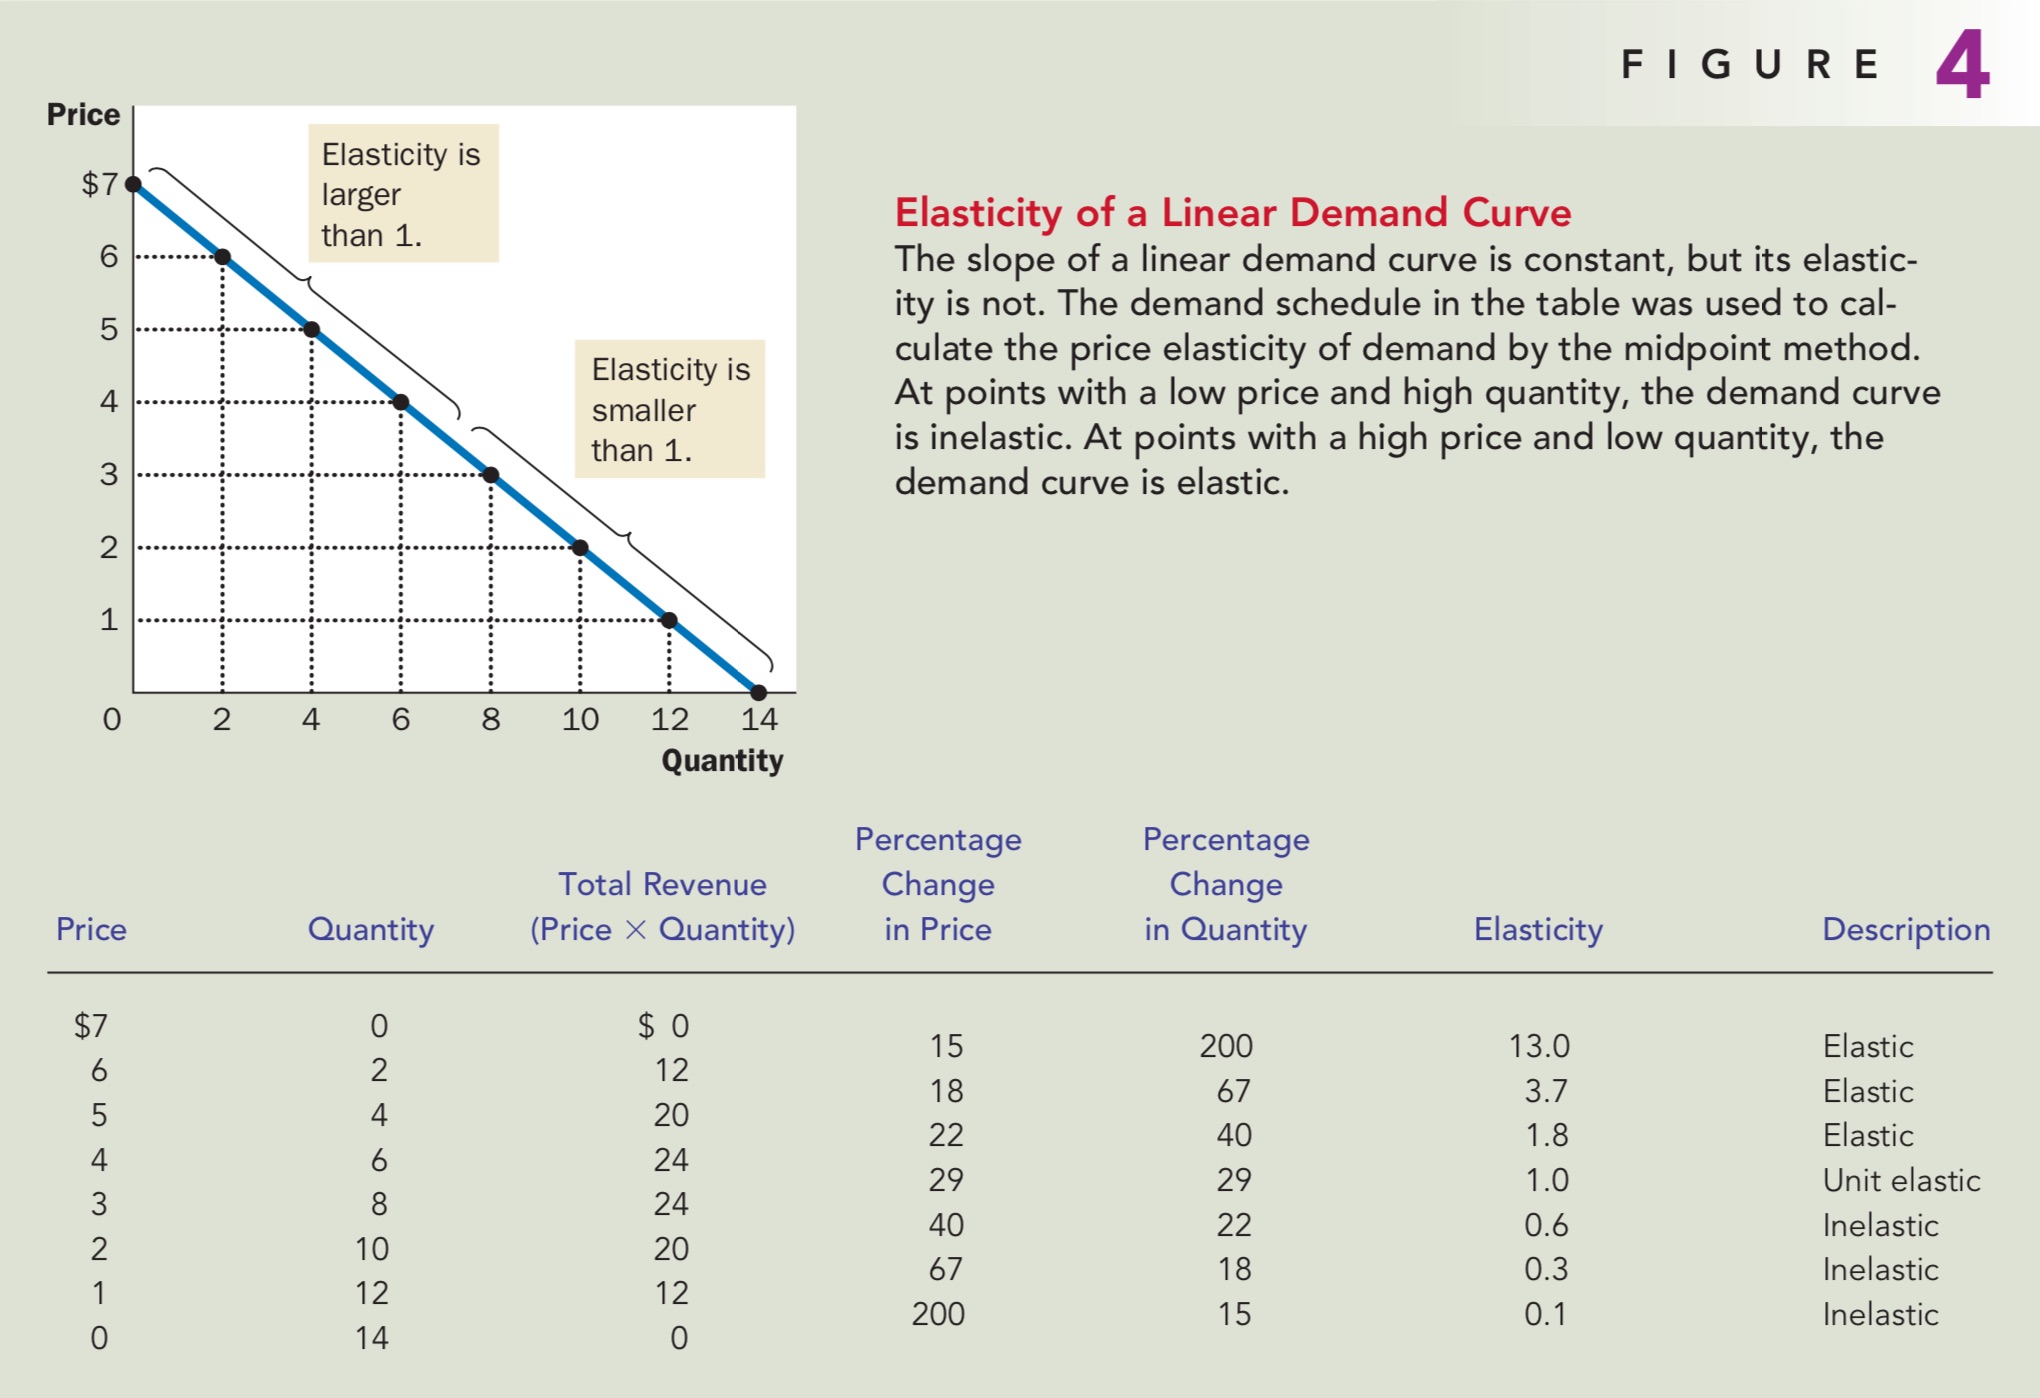 FIGURE 4
Price
Elasticity is
larger
than 1.
$7
6
5
4
3
2
1
Elasticity is
smaller
than 1.
0 2 4 6 8 10 12 14
Quantity
Elasticity of a Linear Demand Curve
The slope of a linear demand curve is constant, but its elastic-
ity is not. The demand schedule in the table was used to cal-
culate the price elasticity of demand by the midpoint method.
At points with a low price and high quantity, the demand curve
is inelastic. At points with a high price and low quantity, the
demand curve is elastic.
Percentage Percentage
Total Revenue Change Change
Price Quantity (Price × Quantity) in Price in Quantity Elasticity Description
$7 0 $ 0
15 200 13.0 Elastic
6 2 12
18 67 3.7 Elastic
5 4 20
22 40 1.8 Elastic
4 6 24
29 29 1.0 Unit elastic
3 8 24
40 22 0.6 Inelastic
2 10 20
67 18 0.3 Inelastic
1 12 12
200 15 0.1 Inelastic
0 14 0